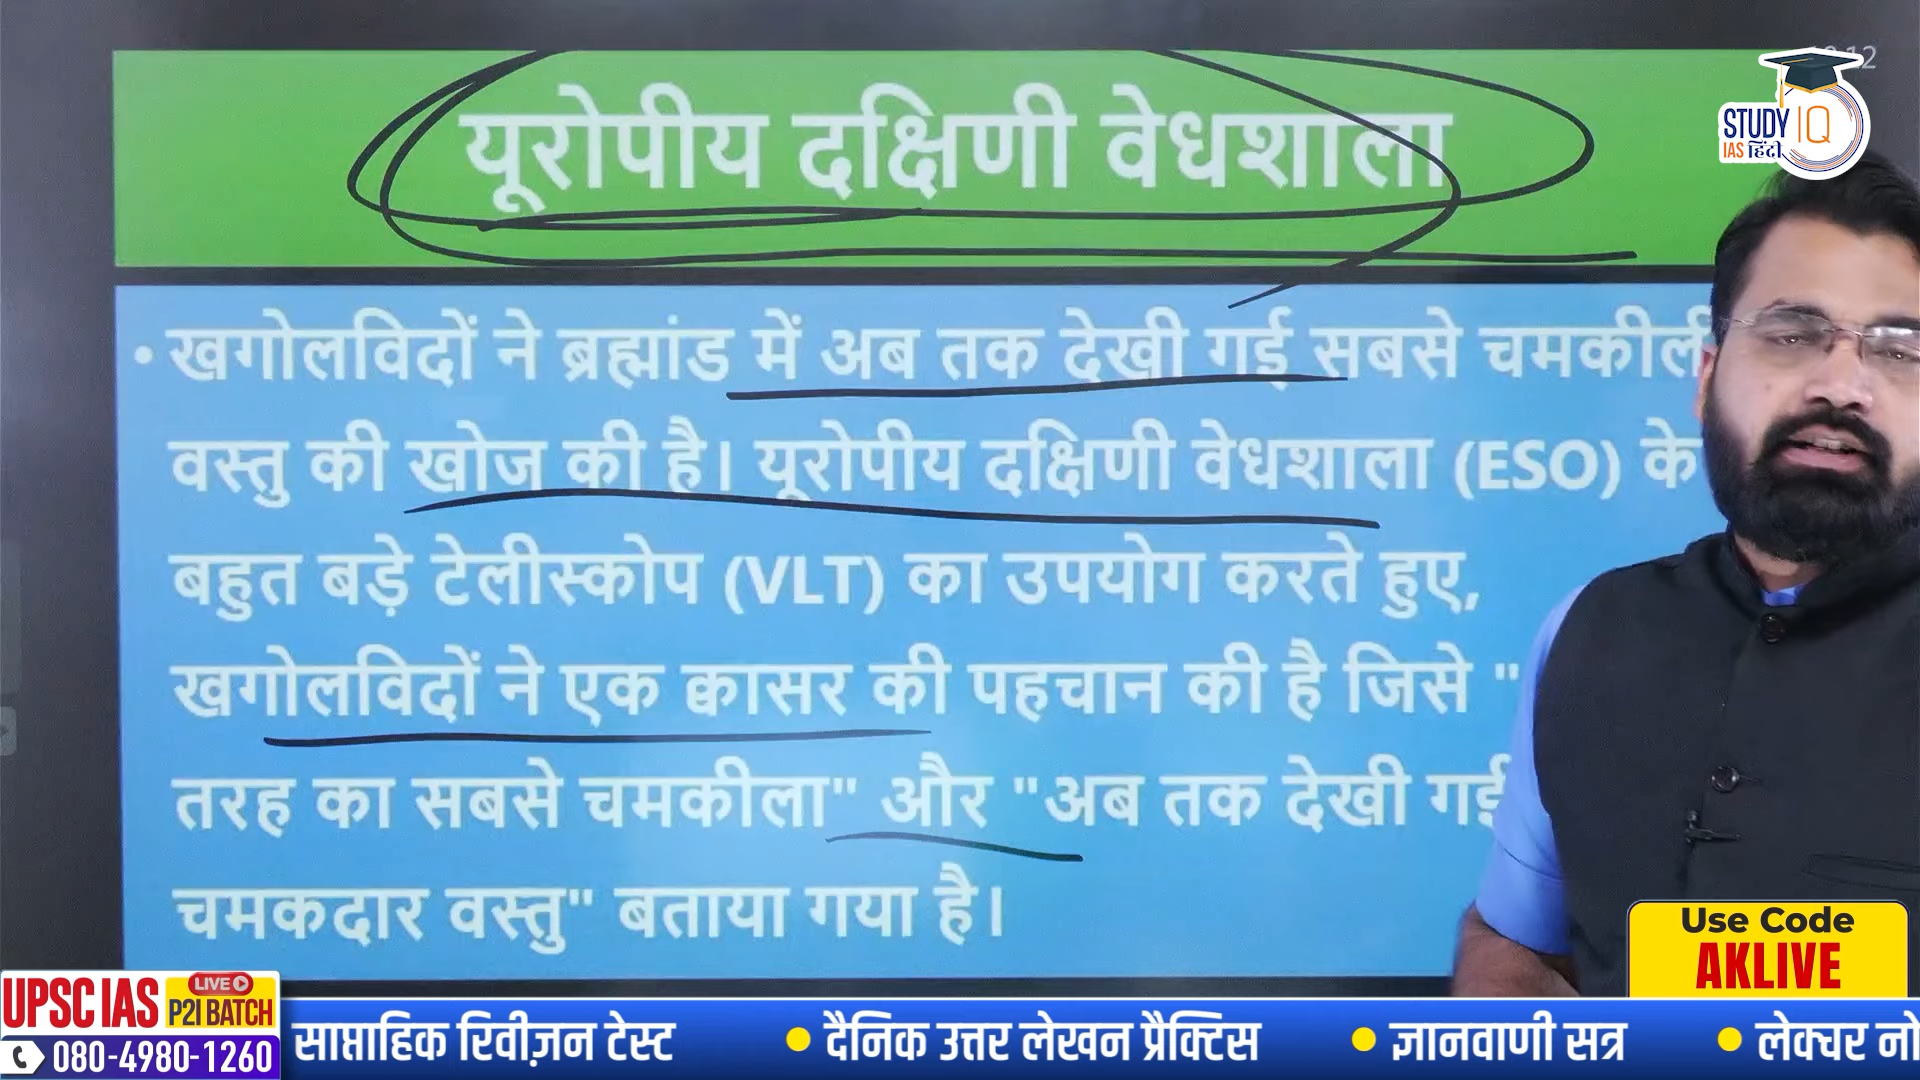 यूरोपीय दक्षिणी वेधशाला
STUDY IQ
IAS हिंदी
• खगोलविदों ने ब्रह्मांड में अब तक देखी गई सबसे चमकीली
वस्तु की खोज की है। यूरोपीय दक्षिणी वेधशाला (ESO) के
बहुत बड़े टेलीस्कोप (VLT) का उपयोग करते हुए,
खगोलविदों ने एक क्वासर की पहचान की है जिसे "
तरह का सबसे चमकीला" और "अब तक देखी गई
चमकदार वस्तु" बताया गया है।
Use Code
AKLIVE
UPSC IAS LIVE P2I BATCH
080-4980-1260
साप्ताहिक रिवीज़न टेस्ट • दैनिक उत्तर लेखन प्रैक्टिस • ज्ञानवाणी सत्र • लेक्चर